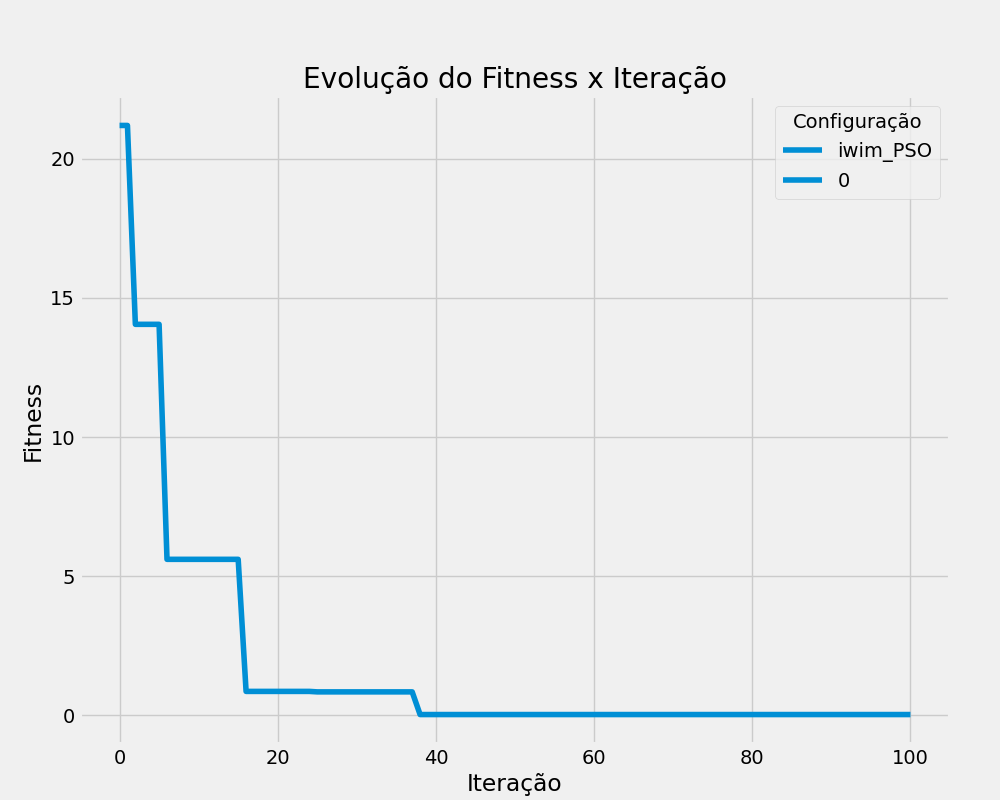 Evolução do Fitness x Iteração
Configuração
iwim_PSO
0
Fitness
20
15
10
5
0
0 20 40 60 80 100
Iteração